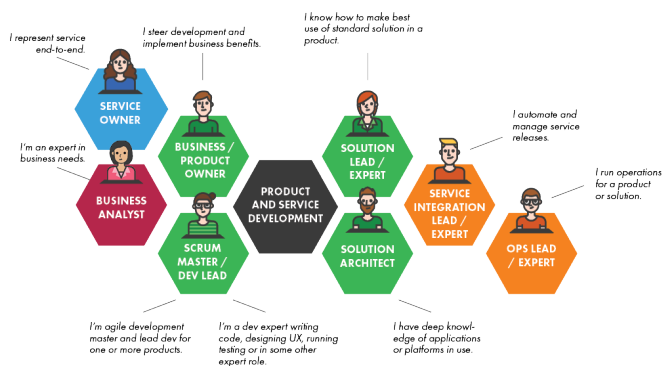 I know how to make best
use of standard solution in a
product.
I steer development and
implement business benefits.
I represent service
end-to-end.
SERVICE
OWNER
I automate and
manage service
releases.
I'm an expert in
business needs.
BUSINESS /
PRODUCT
OWNER
SOLUTION
LEAD /
EXPERT
I run operations
for a product
or solution.
BUSINESS
ANALYST
PRODUCT
AND SERVICE
DEVELOPMENT
SERVICE
INTEGRATION
LEAD /
EXPERT
SCRUM
MASTER /
DEV LEAD
SOLUTION
ARCHITECT
OPS LEAD
/ EXPERT
I'm agile development
master and lead dev for
one or more products.
I'm a dev expert writing
code, designing UX, running
testing or in some other
expert role.
I have deep knowl-
edge of applications
or platforms in use.